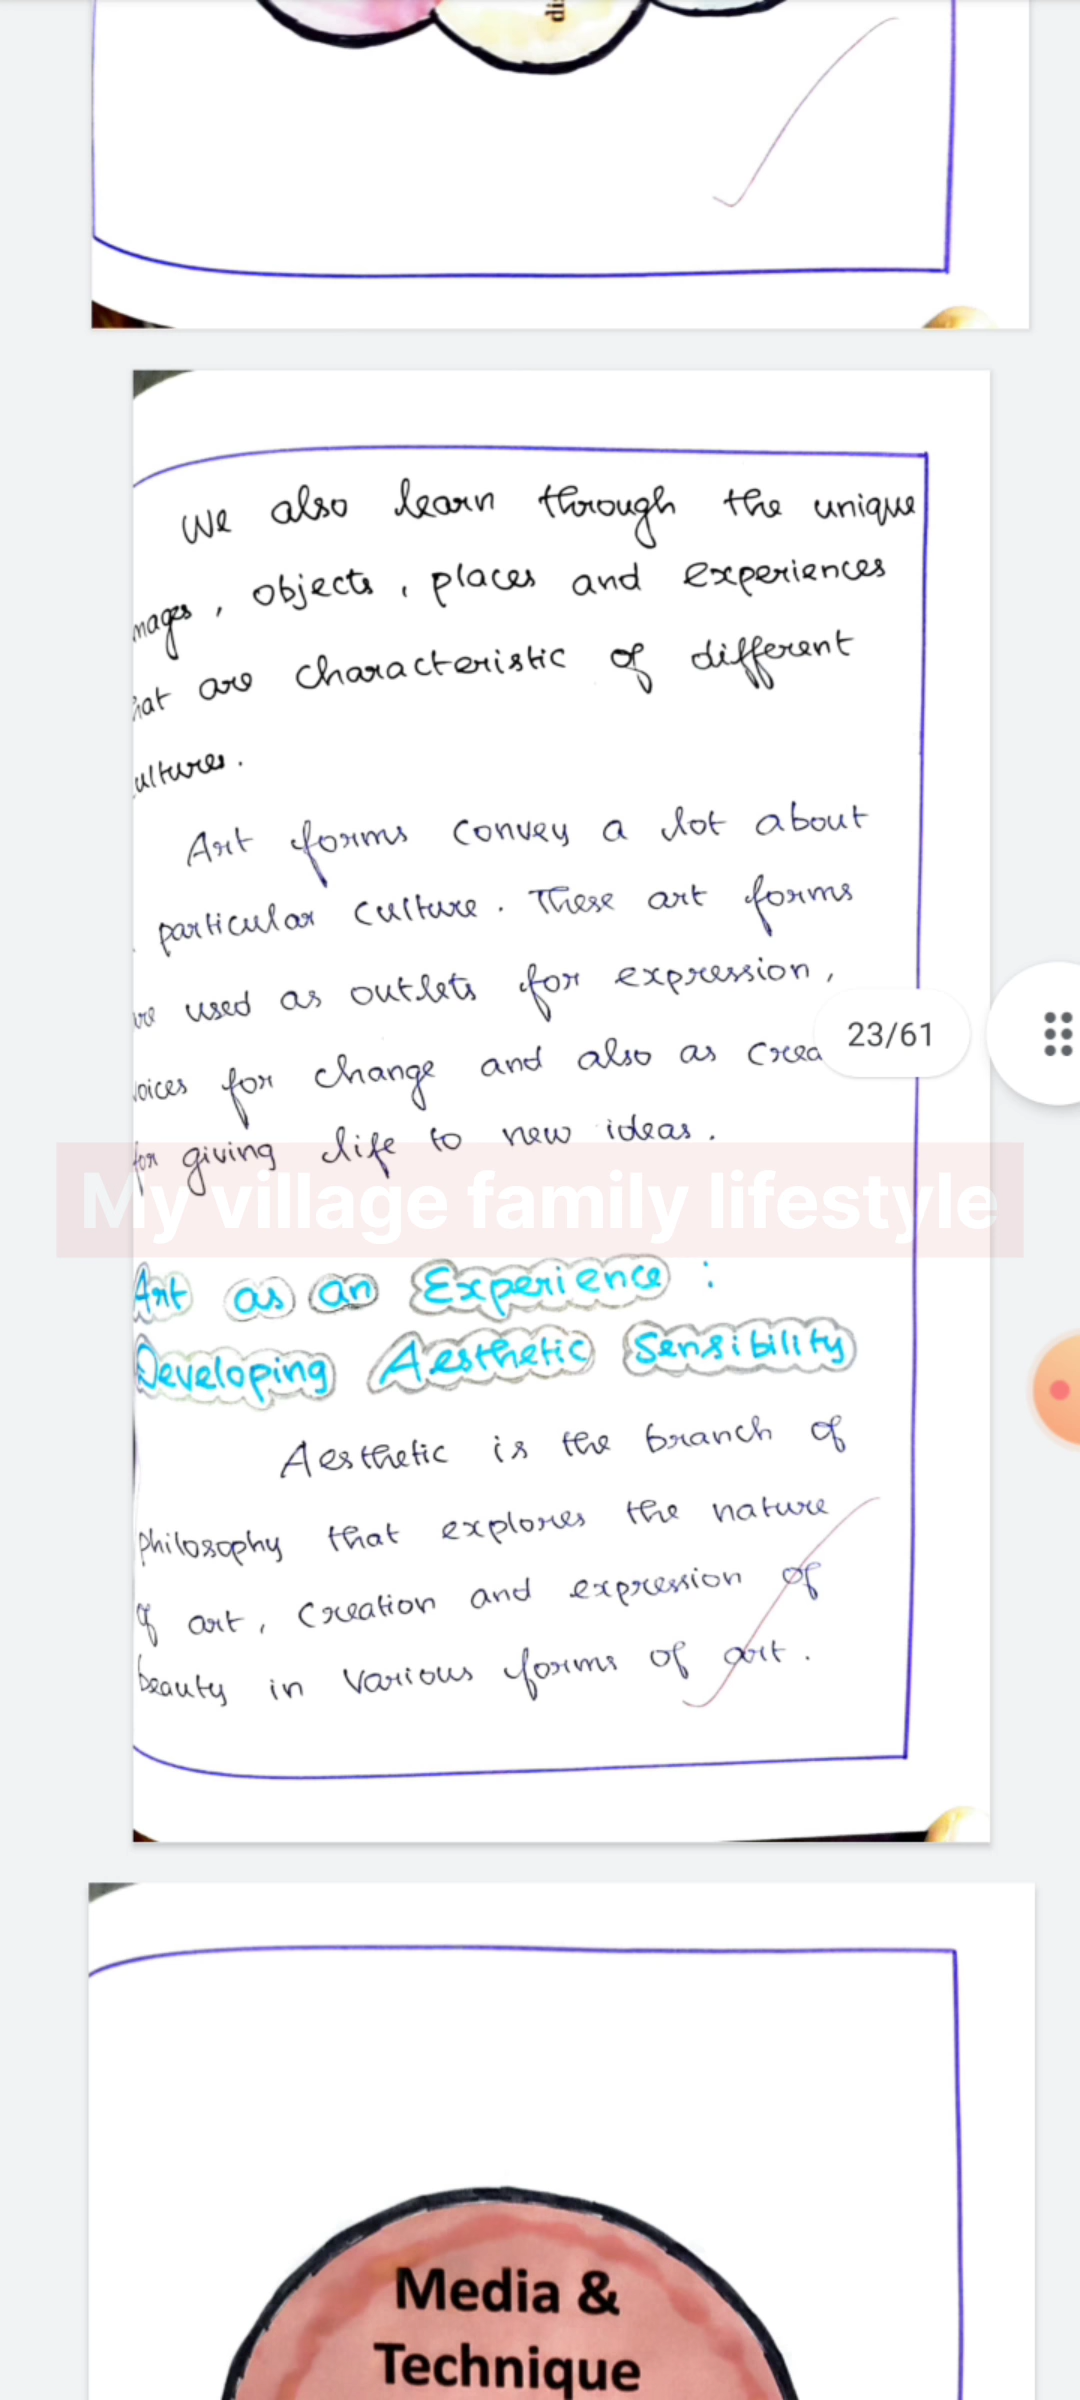 di
We also learn through the unique
mages, objects, places and experiences
hat are characteristic of different
ultures.
Art forms convey a lot about
particular culture. These art forms
re used as outlets for expression,
voices for change and also as crea
23/61
for giving life to new ideas.
My village family lifestyle
Art as an Experience :
Developing Aesthetic Sensibility
Aesthetic is the branch of
philosophy that explores the nature
of art, creation and expression of
beauty in various forms of art.
Media &
Technique